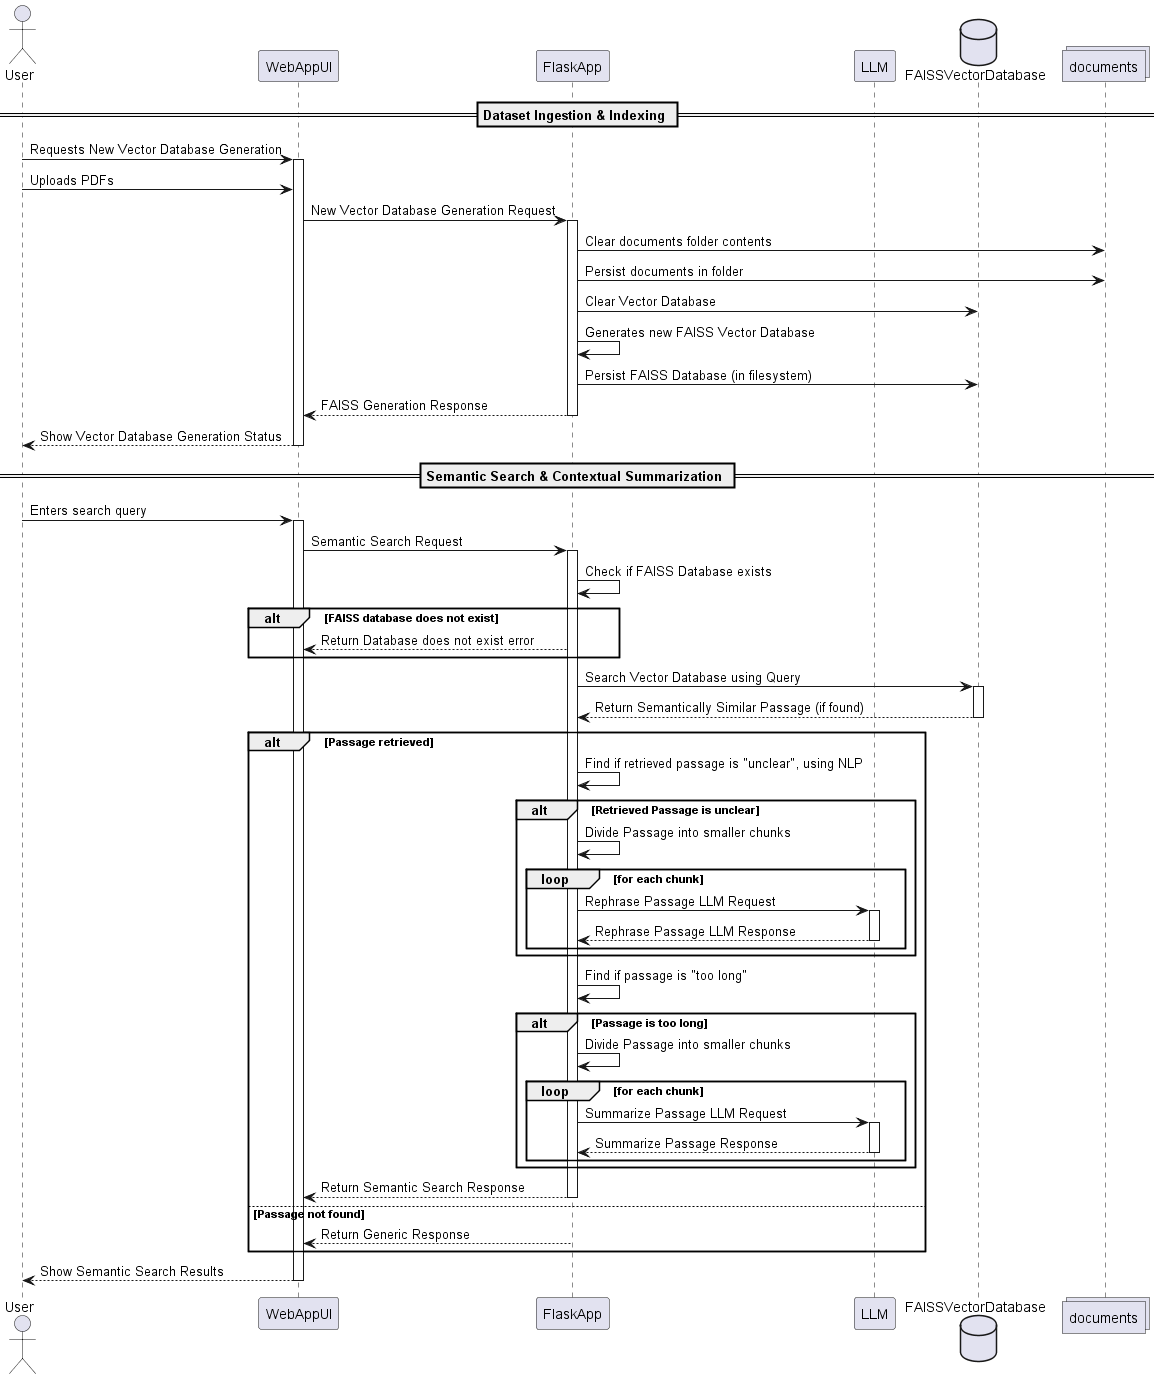 User
WebAppUI
FlaskApp
LLM
FAISSVectorDatabase
documents
Dataset Ingestion & Indexing
Requests New Vector Database Generation
Uploads PDFs
New Vector Database Generation Request
Clear documents folder contents
Persist documents in folder
Clear Vector Database
Generates new FAISS Vector Database
Persist FAISS Database (in filesystem)
FAISS Generation Response
Show Vector Database Generation Status
Semantic Search & Contextual Summarization
Enters search query
Semantic Search Request
Check if FAISS Database exists
alt [FAISS database does not exist]
Return Database does not exist error
Search Vector Database using Query
Return Semantically Similar Passage (if found)
alt [Passage retrieved]
Find if retrieved passage is "unclear", using NLP
alt [Retrieved Passage is unclear]
Divide Passage into smaller chunks
loop [for each chunk]
Rephrase Passage LLM Request
Rephrase Passage LLM Response
Find if passage is "too long"
alt [Passage is too long]
Divide Passage into smaller chunks
loop [for each chunk]
Summarize Passage LLM Request
Summarize Passage Response
Return Semantic Search Response
[Passage not found]
Return Generic Response
Show Semantic Search Results
User
WebAppUI
FlaskApp
LLM
FAISSVectorDatabase
documents